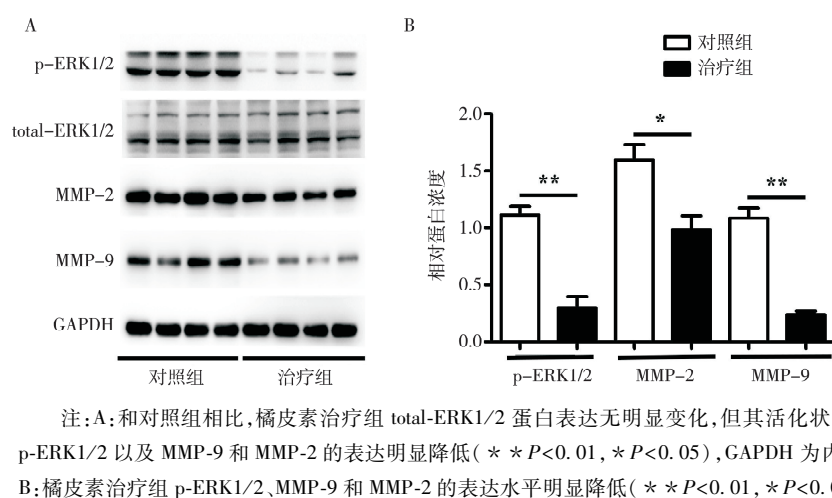 A
p-ERK1/2
total-ERK1/2
MMP-2
MMP-9
GAPDH
对照组
治疗组
B
对照组
治疗组
相对蛋白浓度
2.0
1.5
1.0
0.5
0.0
**
*
**
p-ERK1/2
MMP-2
MMP-9
注:A:和对照组相比,橘皮素治疗组 total-ERK1/2 蛋白表达无明显变化,但其活化状
p-ERK1/2 以及 MMP-9 和 MMP-2 的表达明显降低(**P<0.01,*P<0.05),GAPDH 为内
B:橘皮素治疗组 p-ERK1/2、MMP-9 和 MMP-2 的表达水平明显降低(**P<0.01,*P<0.